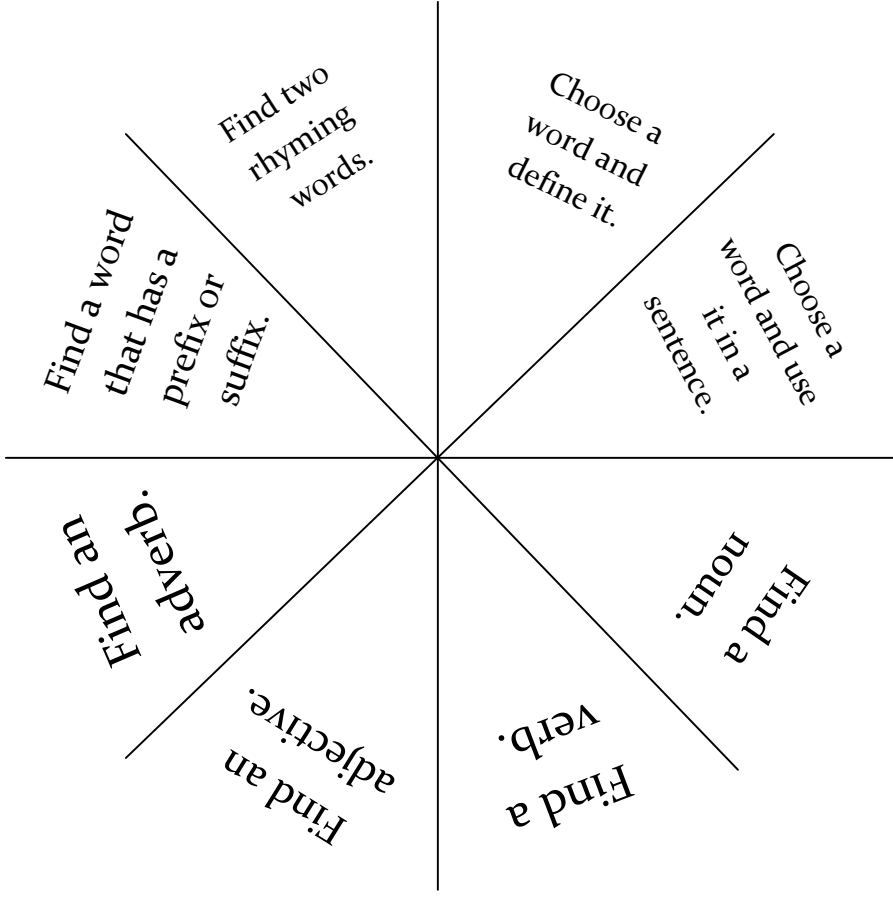 Choose a
word and
define it.
Choose a
word and use
it in a
sentence.
Find a
noun.
Find a
verb.
Find an
adjective.
Find an
adverb.
Find a word
that has a
prefix or
suffix.
Find two
rhyming
words.